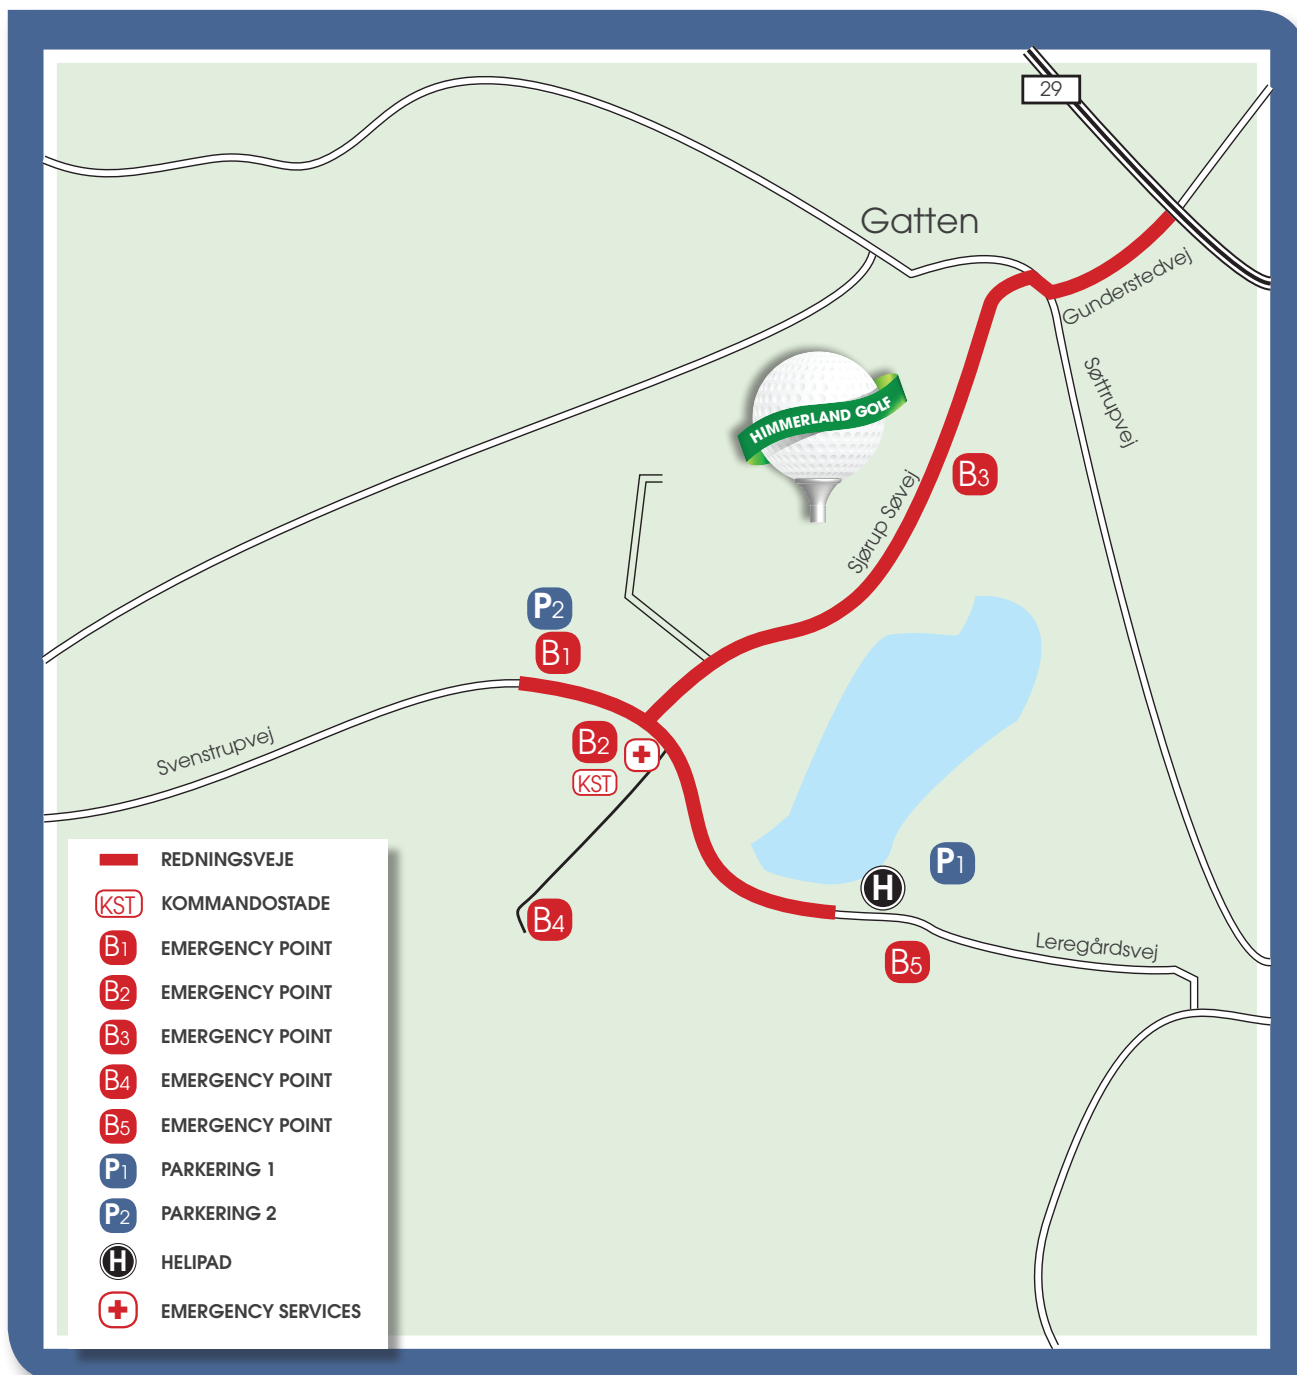 29
Gatten
Gunderstedvej
Søttrupvej
HIMMERLAND GOLF
B3
Sjørup Søvej
P2
B1
Svenstrupvej
B2
KST
P1
H
B4
B5
Leregårdsvej
REDNINGSVEJE
KST KOMMANDOSTADE
B1 EMERGENCY POINT
B2 EMERGENCY POINT
B3 EMERGENCY POINT
B4 EMERGENCY POINT
B5 EMERGENCY POINT
P1 PARKERING 1
P2 PARKERING 2
H HELIPAD
EMERGENCY SERVICES